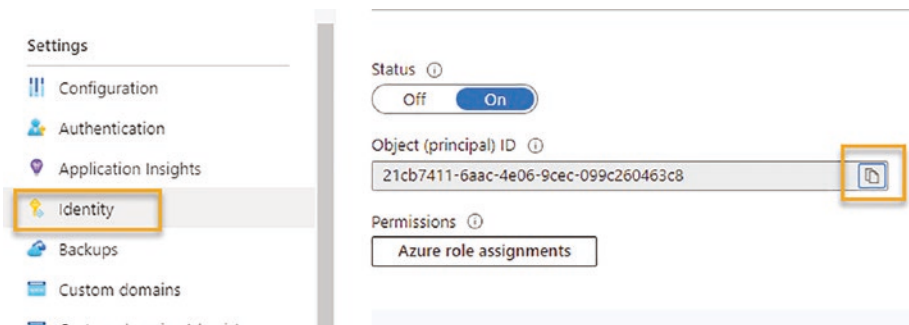 Settings
Configuration
Authentication
Application Insights
Identity
Backups
Custom domains
Status
Off On
Object (principal) ID
21cb7411-6aac-4e06-9cec-099c260463c8
Permissions
Azure role assignments